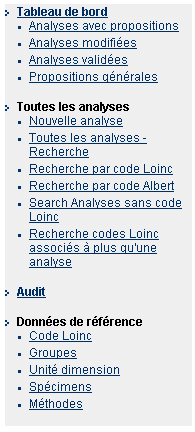 Tableau de bord
Analyses avec propositions
Analyses modifiées
Analyses validées
Propositions générales
Toutes les analyses
Nouvelle analyse
Toutes les analyses -
Recherche
Recherche par code Loinc
Recherche par code Albert
Search Analyses sans code
Loinc
Recherche codes Loinc
associés à plus qu'une
analyse
Audit
Données de référence
Code Loinc
Groupes
Unité dimension
Spécimens
Méthodes